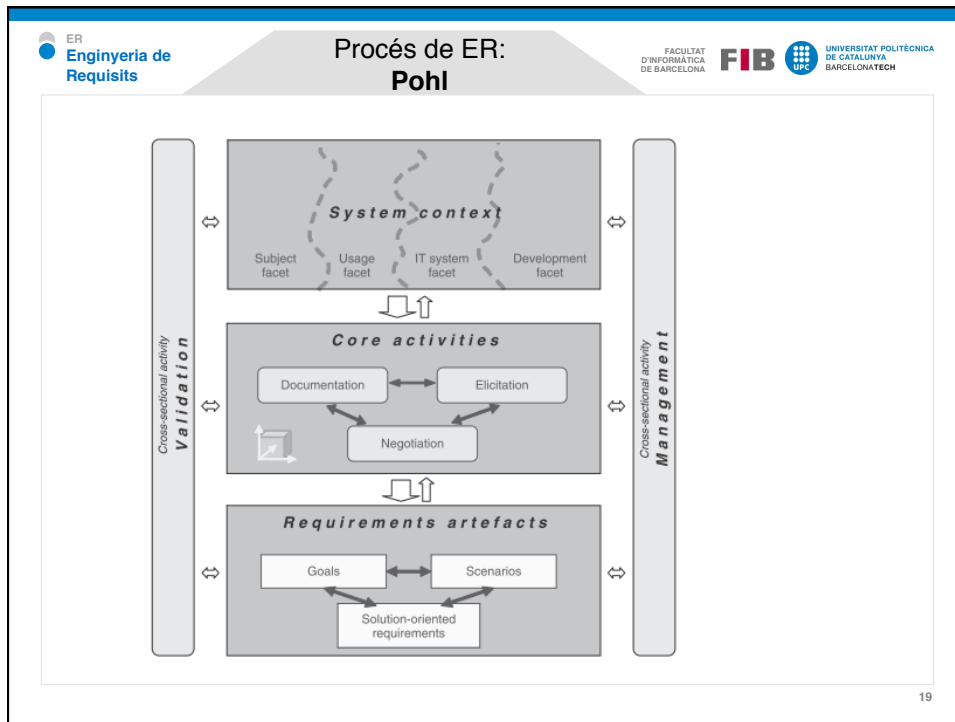 ER
Enginyeria de
Requisits
Procés de ER:
Pohl
FACULTAT
D'INFORMÀTICA
DE BARCELONA
FIB
UPC
UNIVERSITAT POLITÈCNICA
DE CATALUNYA
BARCELONATECH
Cross-sectional activity
Validation
System context
Subject
facet
Usage
facet
IT system
facet
Development
facet
Core activities
Documentation
Elicitation
Negotiation
Requirements artefacts
Goals
Scenarios
Solution-oriented
requirements
Cross-sectional activity
Management
19